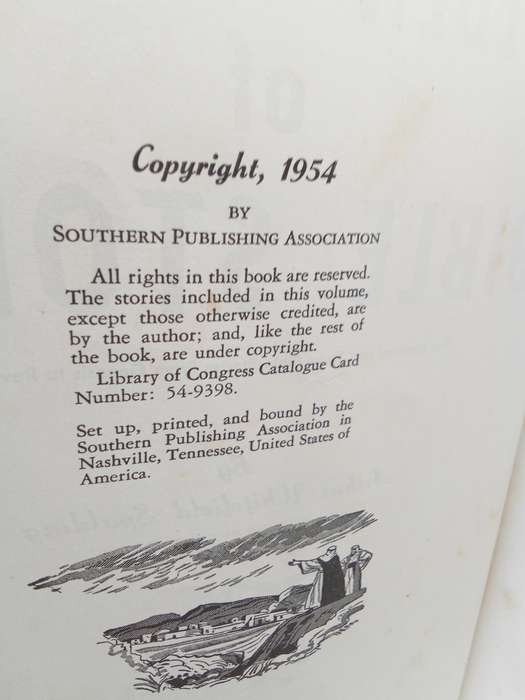 Copyright, 1954
BY
SOUTHERN PUBLISHING ASSOCIATION
All rights in this book are reserved.
The stories included in this volume,
except those otherwise credited, are
by the author; and, like the rest of
the book, are under copyright.
Library of Congress Catalogue Card
Number: 54-9398.
Set up, printed, and bound by the
Southern Publishing Association in
Nashville, Tennessee, United States of
America.